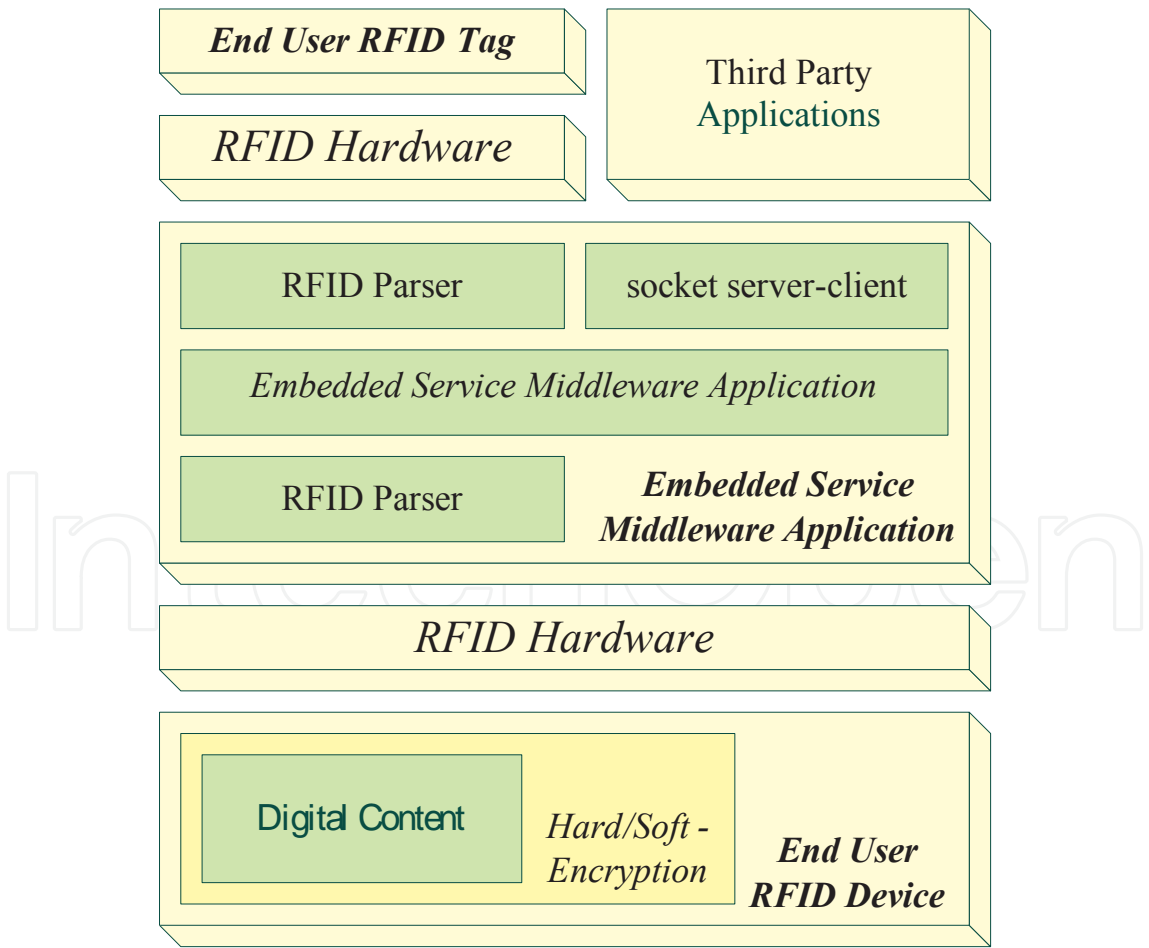 End User RFID Tag
Third Party
Applications
RFID Hardware
RFID Parser
socket server-client
Embedded Service Middleware Application
RFID Parser
Embedded Service
Middleware Application
IntechOpen
RFID Hardware
Digital Content
Hard/Soft -
Encryption
End User
RFID Device